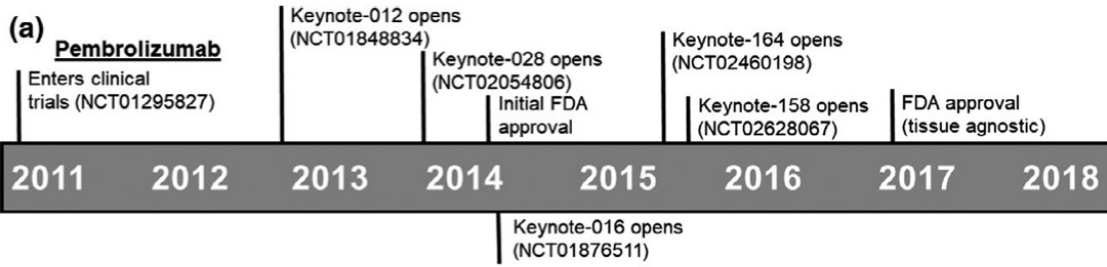 (a)
Pembrolizumab
Enters clinical
trials (NCT01295827)
Keynote-012 opens
(NCT01848834)
Keynote-028 opens
(NCT02054806)
Initial FDA
approval
Keynote-164 opens
(NCT02460198)
Keynote-158 opens
(NCT02628067)
FDA approval
(tissue agnostic)
2011 2012 2013 2014 2015 2016 2017 2018
Keynote-016 opens
(NCT01876511)